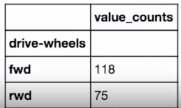 value_counts
drive-wheels
fwd 118
rwd 75